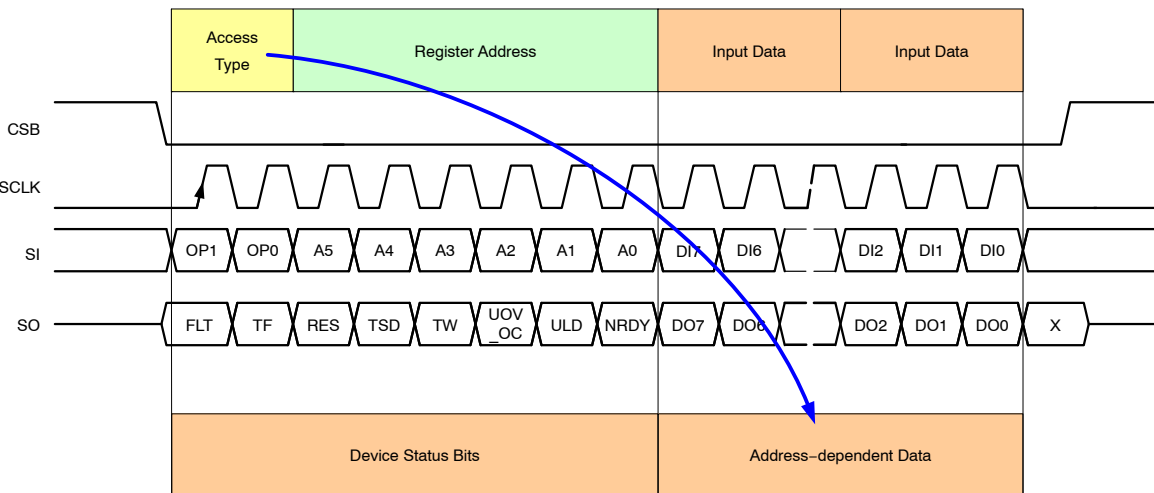 Access
Type
Register Address
Input Data
Input Data
CSB
SCLK
SI
OP1 OP0 A5 A4 A3 A2 A1 A0 DI7 DI6 DI2 DI1 DI0
SO
FLT TF RES TSD TW UOV
_OC ULD NRDY DO7 DO6 DO2 DO1 DO0 X
Device Status Bits
Address−dependent Data